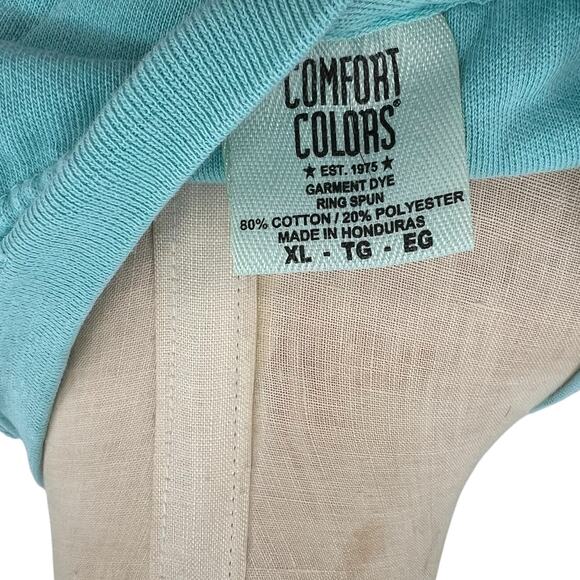 COMFORT
COLORS®
★ EST. 1975 ★
GARMENT DYE
RING SPUN
80% COTTON / 20% POLYESTER
MADE IN HONDURAS
XL - TG - EG